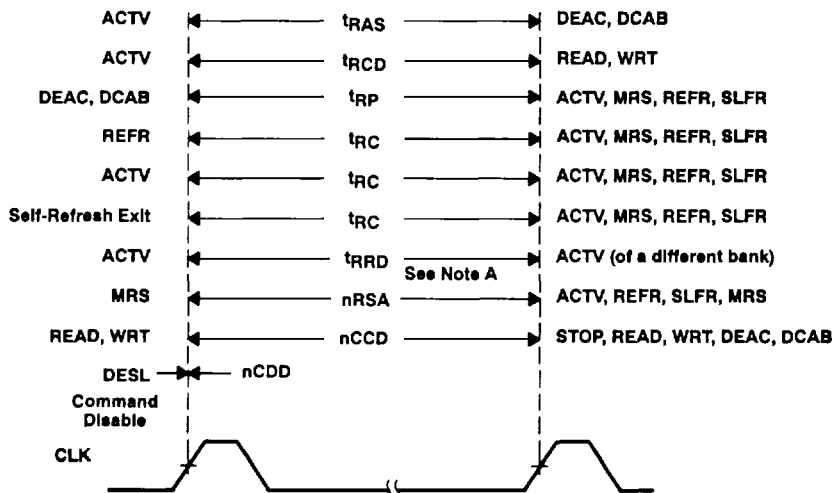 ACTV tRAS DEAC, DCAB
ACTV tRCD READ, WRT
DEAC, DCAB tRP ACTV, MRS, REFR, SLFR
REFR tRC ACTV, MRS, REFR, SLFR
ACTV tRC ACTV, MRS, REFR, SLFR
Self-Refresh Exit tRC ACTV, MRS, REFR, SLFR
ACTV tRRD ACTV (of a different bank)
See Note A
MRS nRSA ACTV, REFR, SLFR, MRS
READ, WRT nCCD STOP, READ, WRT, DEAC, DCAB
DESL nCDD
Command
Disable
CLK